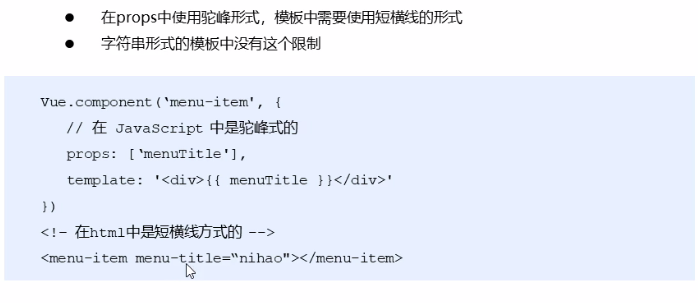 ● 在props中使用驼峰形式，模板中需要使用短横线的形式
● 字符串形式的模板中没有这个限制
Vue.component(‘menu-item', {
// 在 JavaScript 中是驼峰式的
props: [‘menuTitle'],
template: '<div>{{ menuTitle }}</div>'
})
<!– 在html中是短横线方式的 -->
<menu-item menu-title=“nihao"></menu-item>